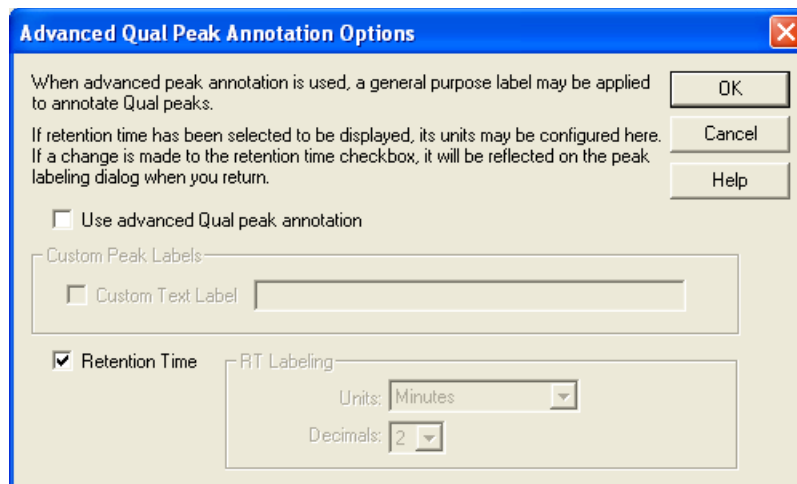 Advanced Qual Peak Annotation Options
When advanced peak annotation is used, a general purpose label may be applied
to annotate Qual peaks.
OK
If retention time has been selected to be displayed, its units may be configured here.
If a change is made to the retention time checkbox, it will be reflected on the peak
labeling dialog when you return.
Cancel
Help
Use advanced Qual peak annotation
Custom Peak Labels
Custom Text Label
Retention Time
RT Labeling
Units: Minutes
Decimals: 2